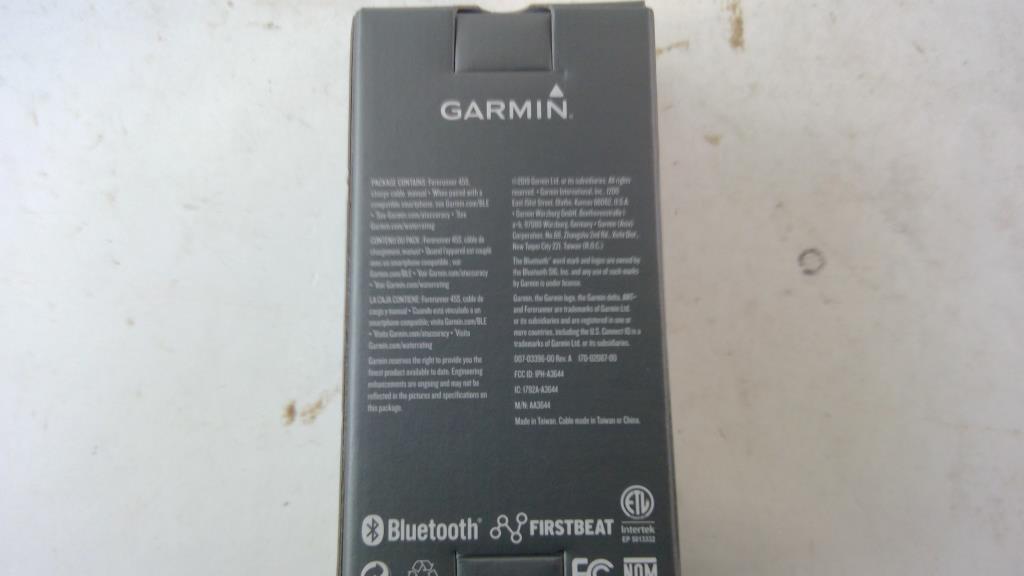 GARMIN
PACKAGE CONTAINS: Forerunner 45S,
charge cable, manual • When paired with a
compatible smartphone. See Garmin.com/BLE
• See Garmin.com/ataccuracy • See
Garmin.com/waterrating
CONTENU DU PACK : Forerunner 45S, câble de
chargement, manuel • Quand l'appareil est couplé
avec un smartphone compatible ; voir
Garmin.com/BLE • Voir Garmin.com/ataccuracy
• Voir Garmin.com/waterrating
LA CAJA CONTIENE: Forerunner 45S, cable de
carga y manual • Cuando está vinculado a un
smartphone compatible; visita Garmin.com/BLE
• Visita Garmin.com/ataccuracy • Visita
Garmin.com/waterrating
Garmin reserves the right to provide you the
finest product available to date. Engineering
enhancements are ongoing and may not be
reflected in the pictures and specifications on
this package.
©2019 Garmin Ltd. or its subsidiaries. All rights
reserved. • Garmin International, Inc., 1200
East 151st Street, Olathe, Kansas 66062, U.S.A.
• Garmin Würzburg GmbH, Beethovenstraße
97080 Würzburg, Germany • Garmin (Asia)
Corporation, No.68, Zhangshu 2nd Rd., Xizhi Dist.,
New Taipei City 221, Taiwan (R.O.C.)
The Bluetooth® word mark and logos are owned by
the Bluetooth SIG, Inc. and any use of such marks
by Garmin is under license.
Garmin, the Garmin logo, the Garmin delta, ANT+
and Forerunner are trademarks of Garmin Ltd.
or its subsidiaries and are registered in one or
more countries, including the U.S. Connect IQ is a
trademark of Garmin Ltd. or its subsidiaries.
007-03396-00 Rev. A 170-02087-00
FCC ID: IPH-A3644
IC: 1792A-A3644
M/N: AA3644
Made in Taiwan. Cable made in Taiwan or China.
Bluetooth® FIRSTBEAT
ETL
Intertek
EP 5013332
FC NOM